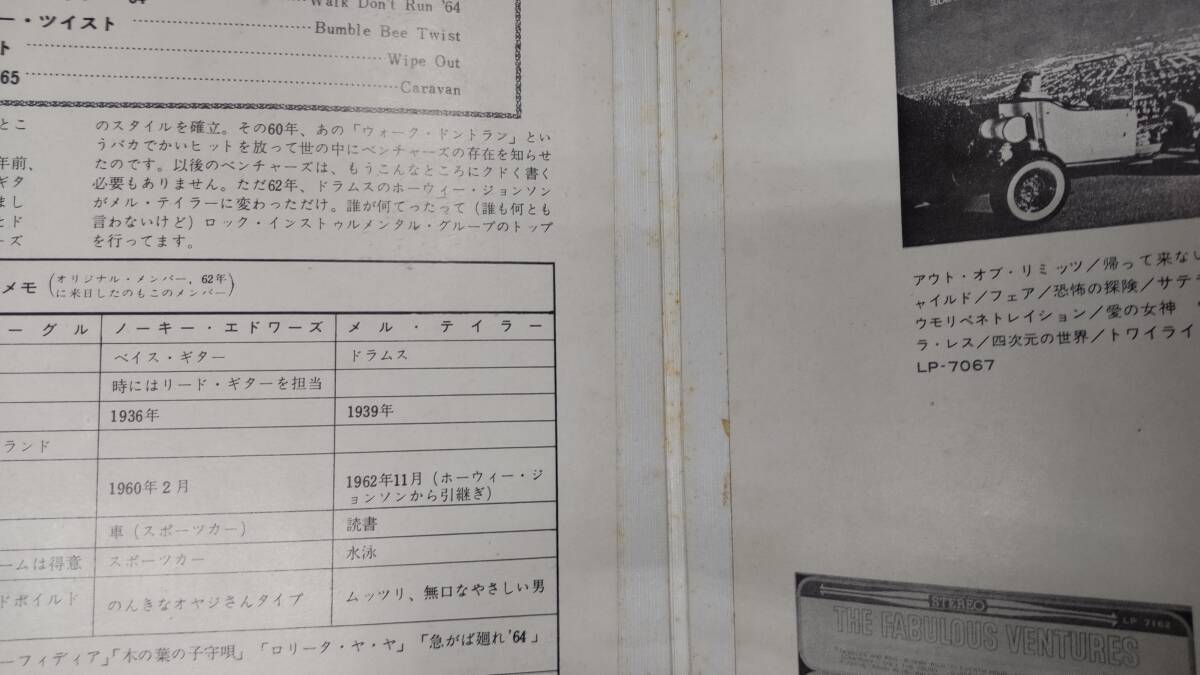 '64 Walk Don't Run '64
ー・ツイスト Bumble Bee Twist
ト Wipe Out
65 Caravan
とこ
年前、
ギタ
まし
ヒド
ーズ
のスタイルを確立。その60年、あの「ウォーク・ドントラン」とい
うバカでかいヒットを放って世の中にベンチャーズの存在を知らせ
たのです。以後のベンチャーズは、もうこんなところにクドく書く
必要もありません。ただ62年、ドラムスのホーウィー・ジョンソン
がメル・テイラーに変わっただけ。誰が何てったって（誰も何とも
言わないけど）ロック・インストゥルメンタル・グループのトップ
を行ってます。
メモ（オリジナル・メンバー，62年
に来日したのもこのメンバー）
ーグル ノーキー・エドワーズ メル・テイラー
ベイス・ギター ドラムス
時にはリード・ギターを担当
1936年 1939年
ランド
1960年2月 1962年11月（ホーウィー・ジ
ョンソンから引継ぎ）
車（スポーツカー） 読書
ームは得意 スポーツカー 水泳
ドボイルド のんきなオヤジさんタイプ ムッツリ、無口なやさしい男
ーフィディア」「木の葉の子守唄」「ロリータ・ヤ・ヤ」「急がば廻れ'64」
アウト・オブ・リミッツ／帰って来ない
ャイルド／フェア／恐怖の探険／サテ
ウモリペネトレイション／愛の女神
ラ・レス／四次元の世界／トワイライ
LP-7067
STEREO
LP 7162
THE FABULOUS VENTURES